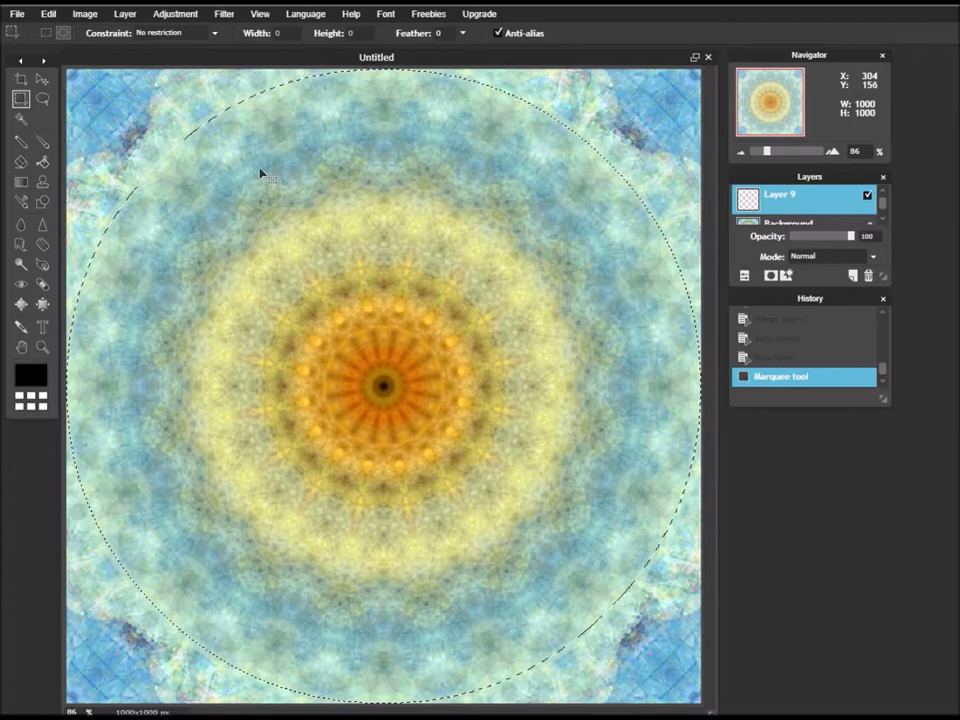 File Edit Image Layer Adjustment Filter View Language Help Font Freebies Upgrade
Constraint: No restriction Width: 0 Height: 0 Feather: 0 Anti-alias
Untitled
Navigator
X: 304
Y: 156
W: 1000
H: 1000
86 %
Layers
Layer 9
Background
Opacity: 100
Mode: Normal
History
Marquee tool
86 % 1000x1000 px